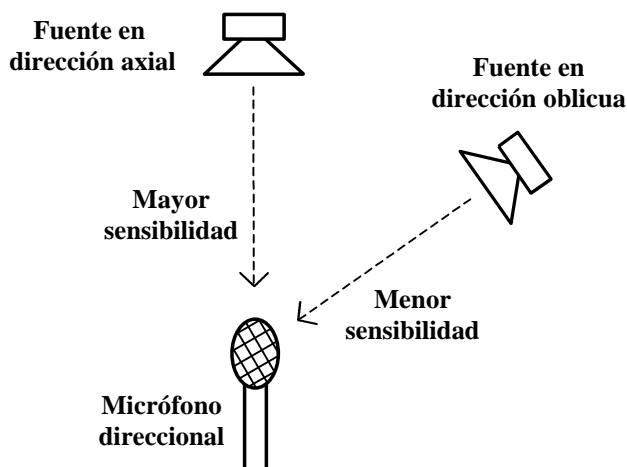 Fuente en
dirección axial
Fuente en
dirección oblicua
Mayor
sensibilidad
Menor
sensibilidad
Micrófono
direccional